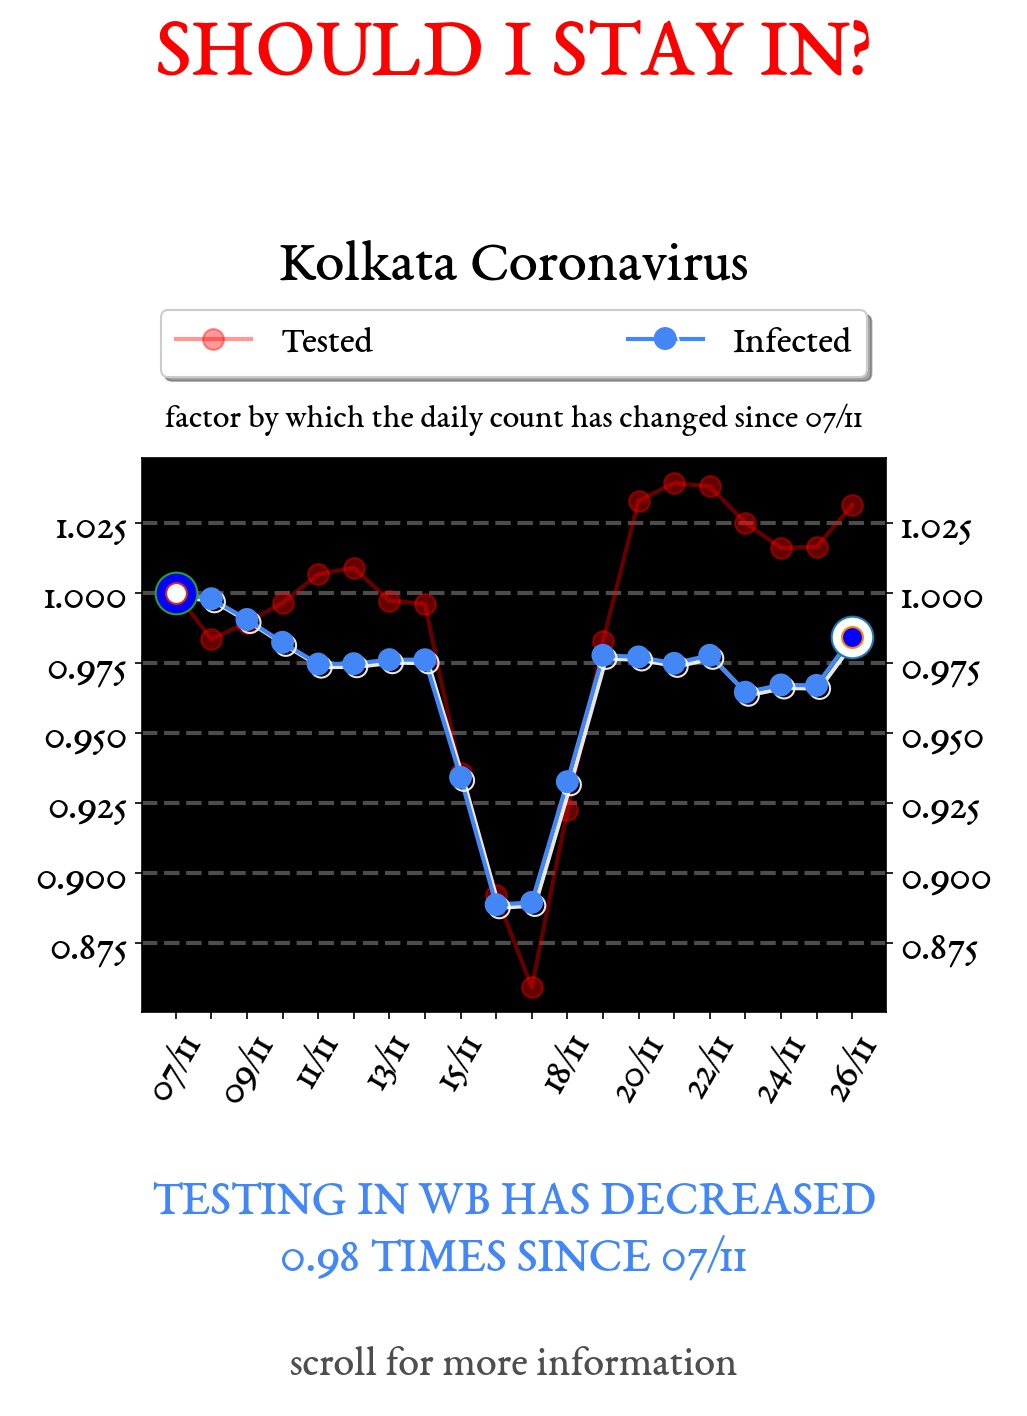 SHOULD I STAY IN?
Kolkata Coronavirus
Tested Infected
factor by which the daily count has changed since 07/11
1.025 1.025
1.000 1.000
0.975 0.975
0.950 0.950
0.925 0.925
0.900 0.900
0.875 0.875
07/11 09/11 11/11 13/11 15/11 18/11 20/11 22/11 24/11 26/11
TESTING IN WB HAS DECREASED
0.98 TIMES SINCE 07/11
scroll for more information